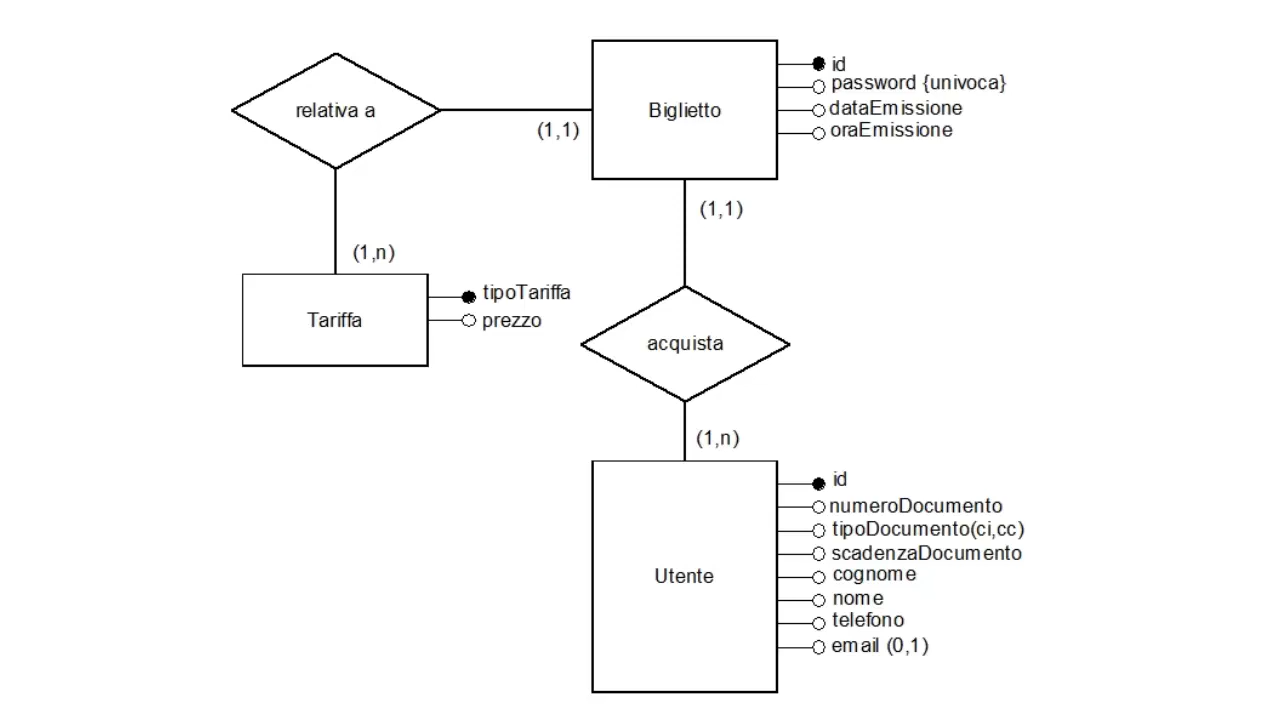 relativa a
(1,1)
Biglietto
id
password {univoca}
dataEmissione
oraEmissione
(1,1)
(1,n)
Tariffa
tipoTariffa
prezzo
acquista
(1,n)
Utente
id
numeroDocumento
tipoDocumento(ci,cc)
scadenzaDocumento
cognome
nome
telefono
email (0,1)